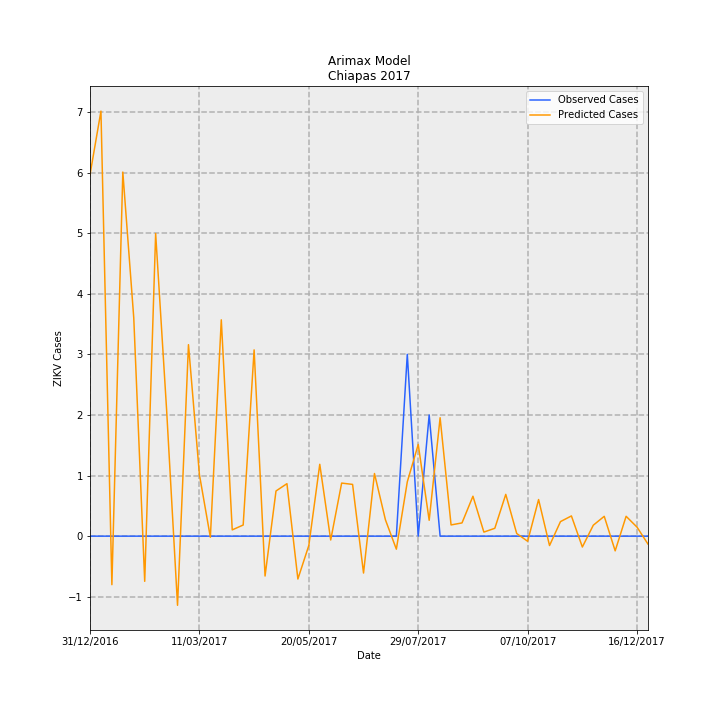 Arimax Model
Chiapas 2017
Observed Cases
Predicted Cases
7
6
5
4
3
2
1
0
−1
ZIKV Cases
31/12/2016 11/03/2017 20/05/2017 29/07/2017 07/10/2017 16/12/2017
Date